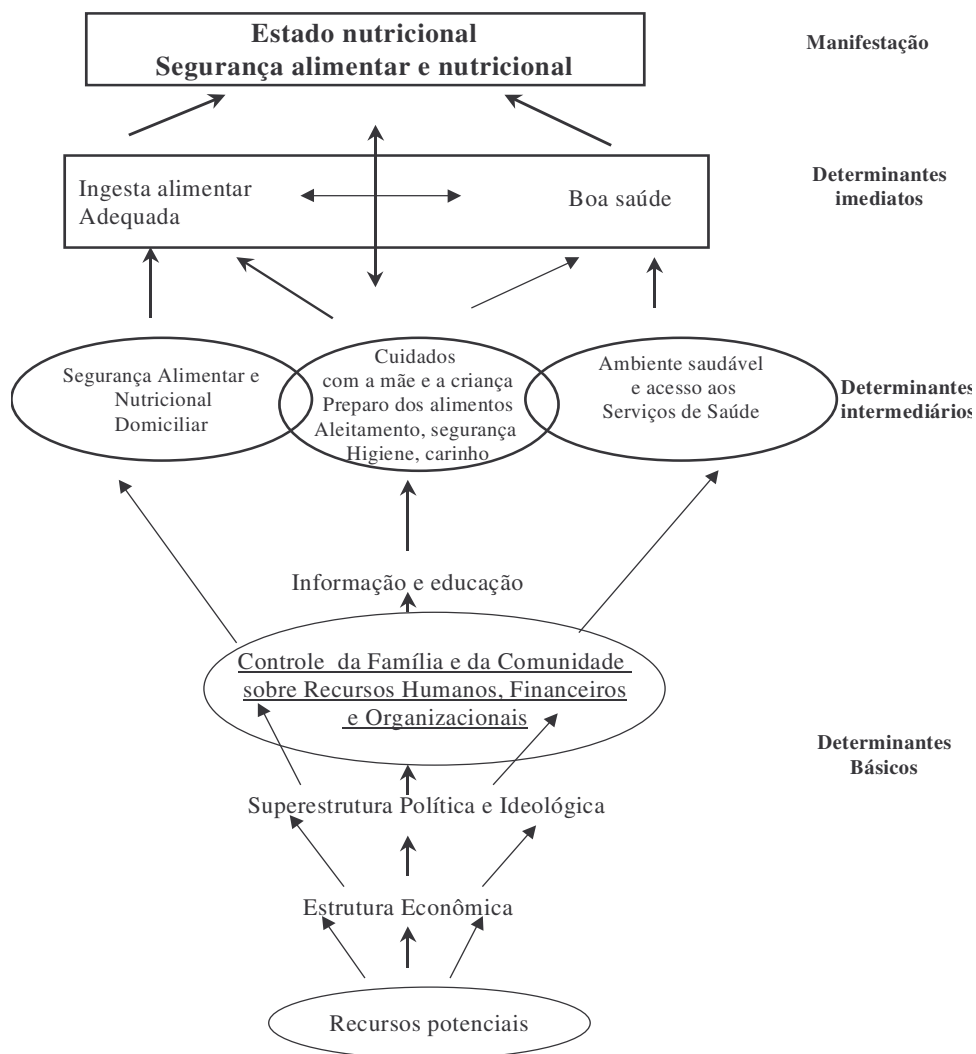 Estado nutricional
Segurança alimentar e nutricional
Manifestação
Ingesta alimentar
Adequada
Boa saúde
Determinantes
imediatos
Segurança Alimentar e
Nutricional
Domiciliar
Cuidados
com a mãe e a criança
Preparo dos alimentos
Aleitamento, segurança
Higiene, carinho
Ambiente saudável
e acesso aos
Serviços de Saúde
Determinantes
intermediários
Informação e educação
Controle da Família e da Comunidade
sobre Recursos Humanos, Financeiros
e Organizacionais
Determinantes
Básicos
Superestrutura Política e Ideológica
Estrutura Econômica
Recursos potenciais